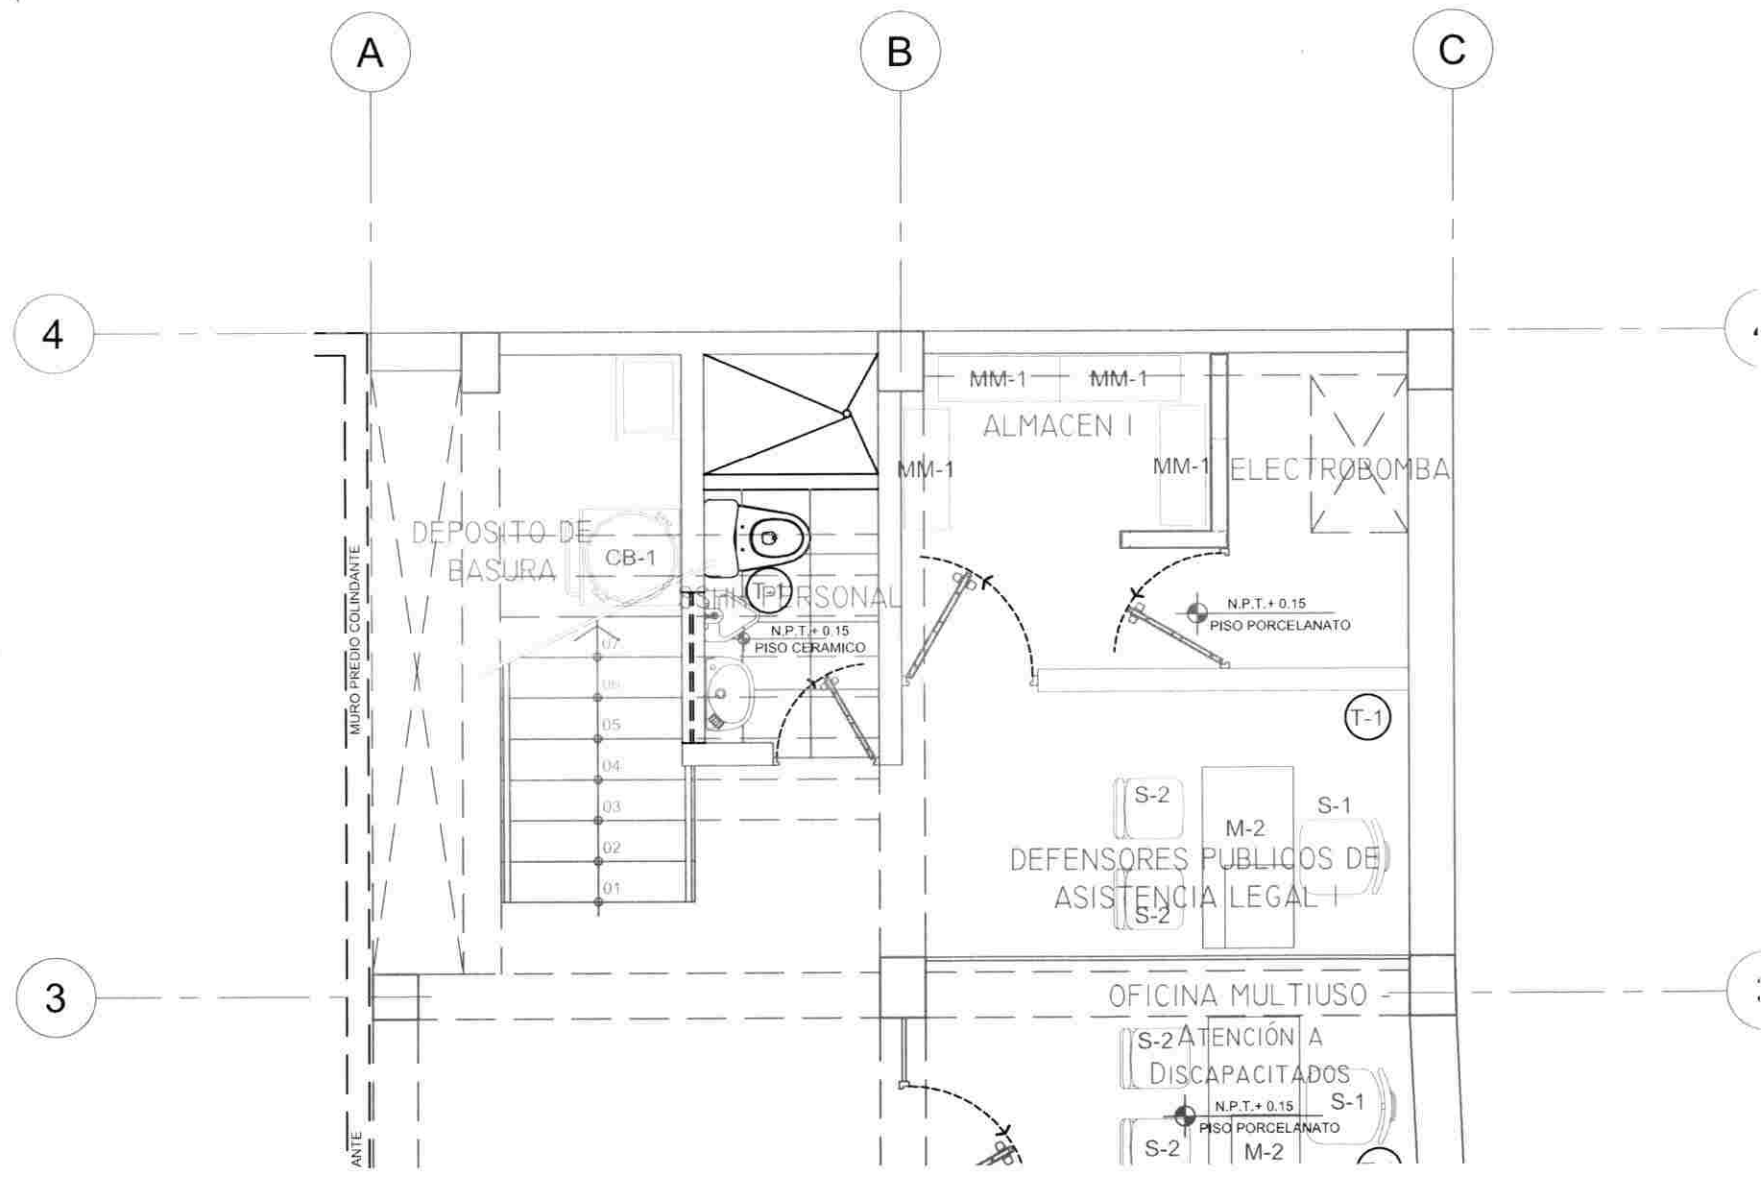 A
B
C
4
MM-1
MM-1
ALMACEN I
MM-1
MM-1
ELECTROBOMBA
DEPOSITO DE
BASURA
CB-1
T-1
SSHH PERSONAL
N.P.T.+ 0.15
PISO CERAMICO
N.P.T.+ 0.15
PISO PORCELANATO
MURO PREDIO COLINDANTE
07
06
05
04
03
02
01
T-1
S-2
M-2
S-1
DEFENSORES PUBLICOS DE
ASISTENCIA LEGAL I
S-2
3
OFICINA MULTIUSO -
ATENCIÓN A
DISCAPACITADOS
S-2
S-1
N.P.T.+ 0.15
PISO PORCELANATO
S-2
M-2
ANTE